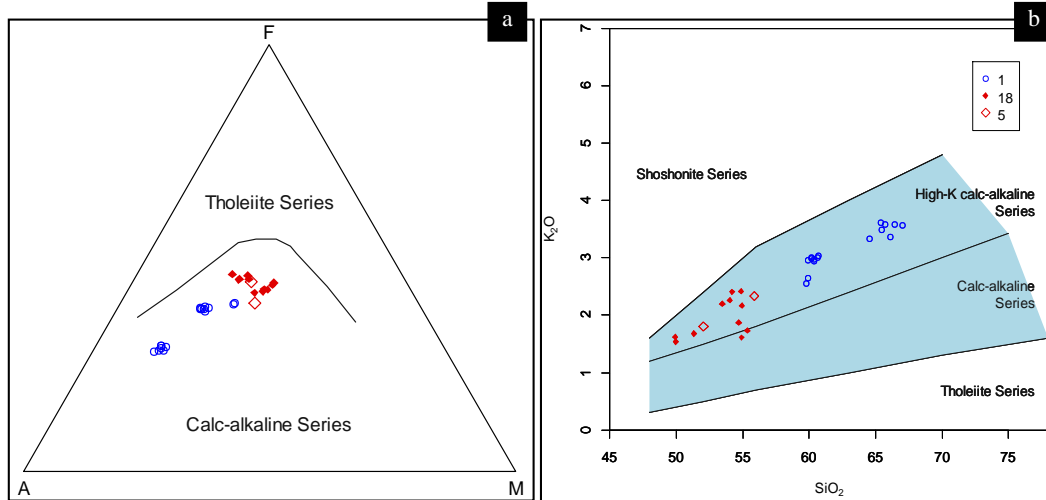 a
F
Tholeiite Series
Calc-alkaline Series
A
M
b
7
6
5
4
3
2
1
0
K₂O
1
18
5
Shoshonite Series
High-K calc-alkaline
Series
Calc-alkaline
Series
Tholeiite Series
45
50
55
60
65
70
75
SiO₂